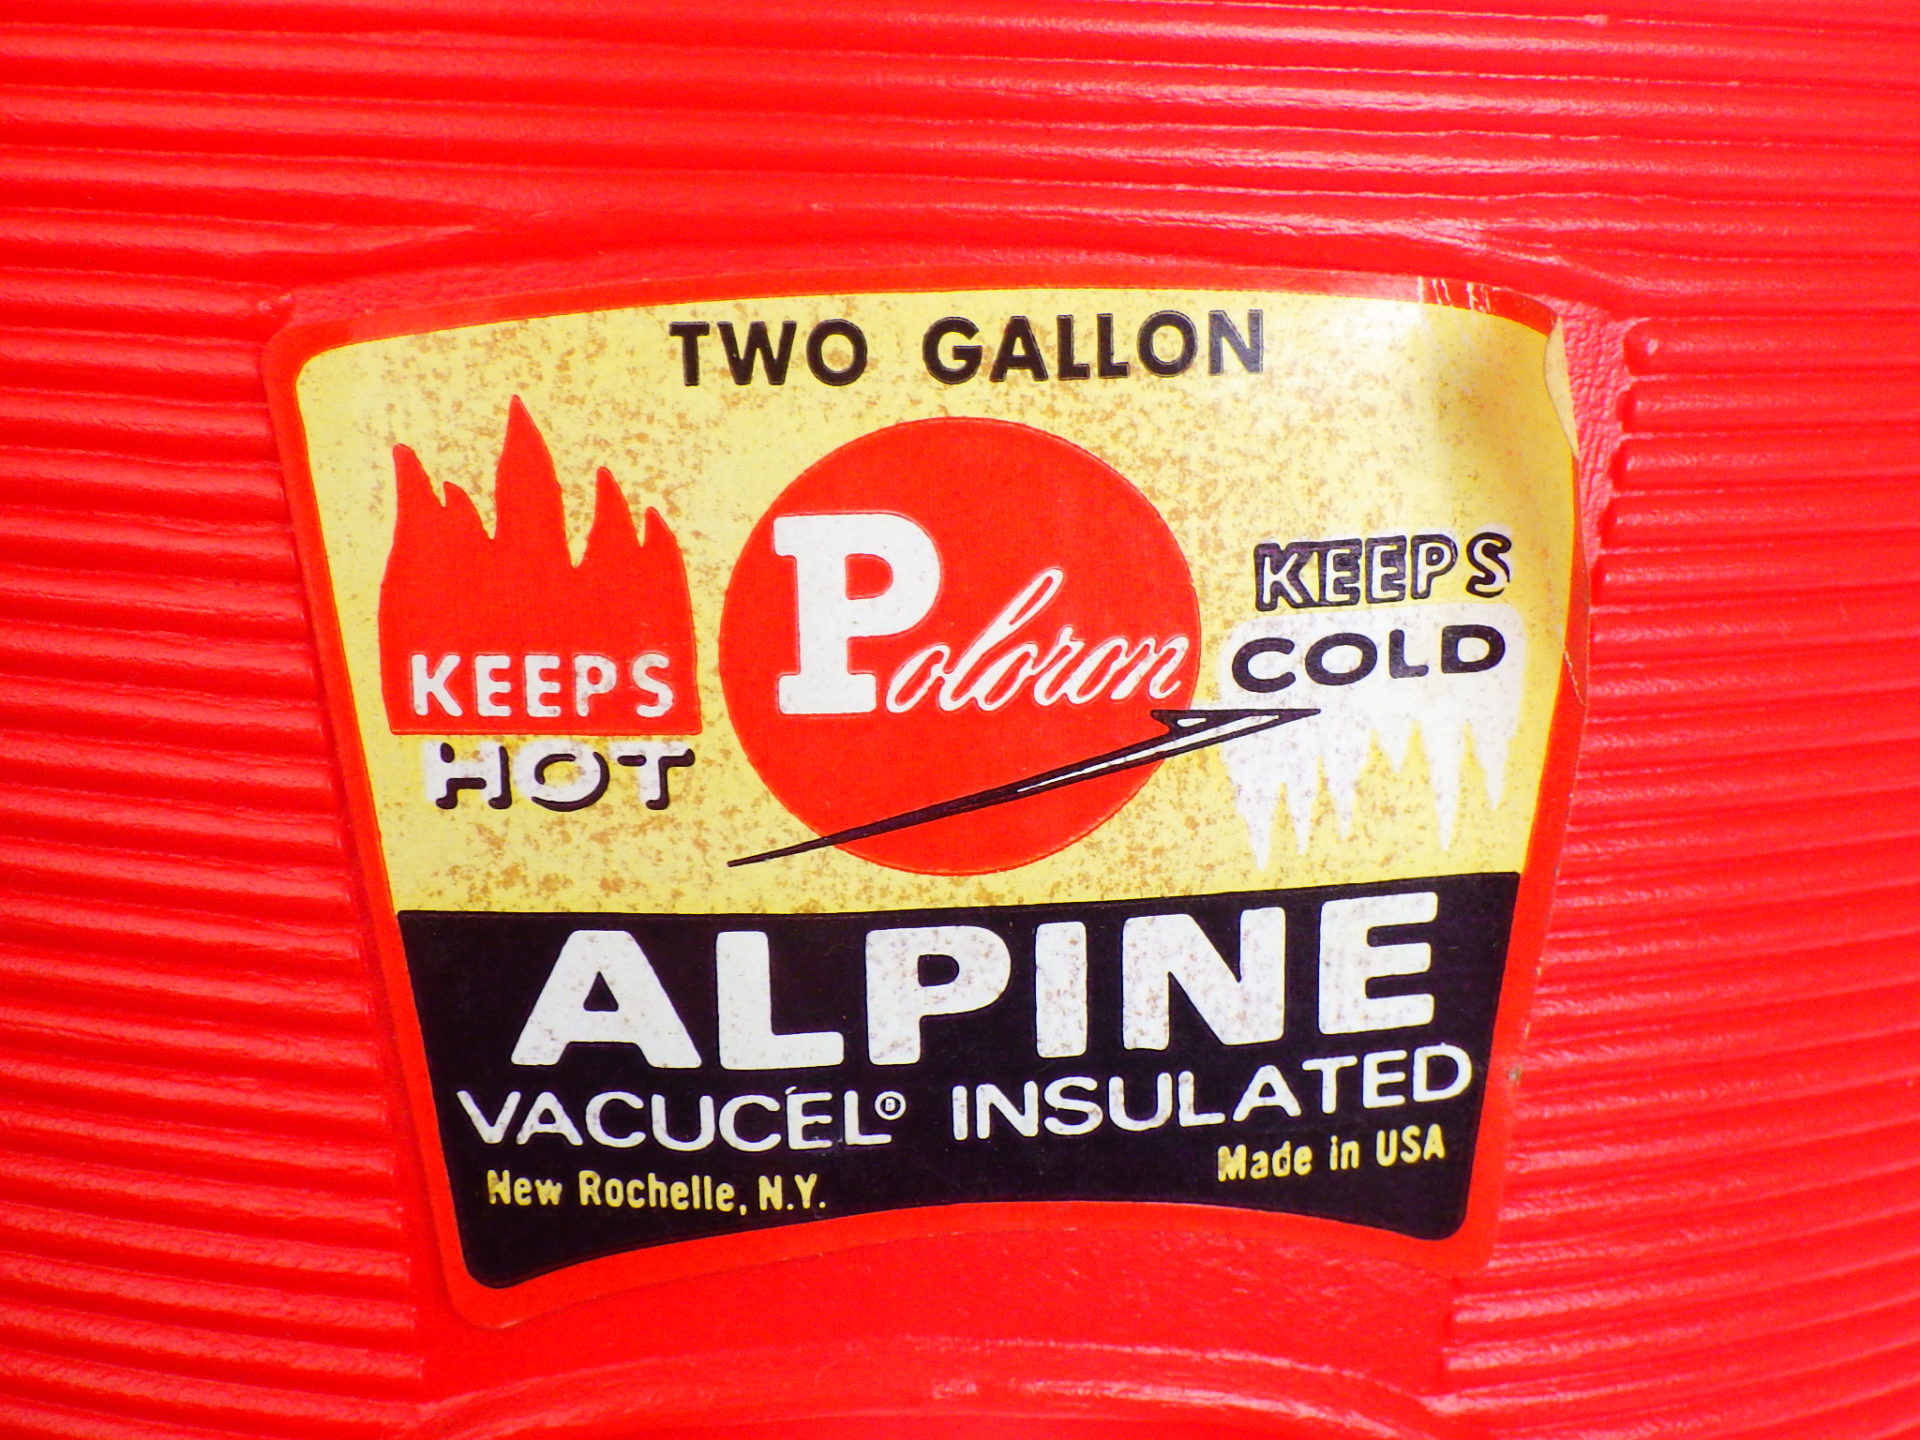 TWO GALLON
KEEPS
HOT
Poloron
KEEPS
COLD
ALPINE
VACUCEL® INSULATED
New Rochelle, N.Y.
Made in USA